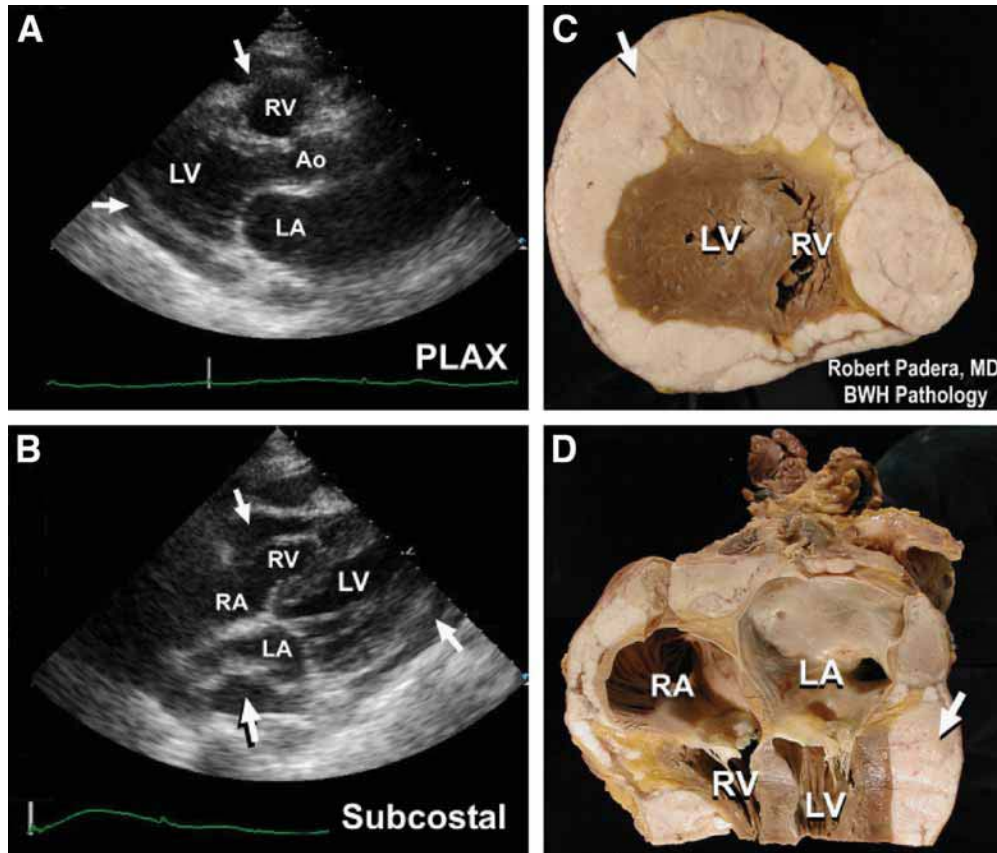 A
RV
Ao
LV
LA
PLAX
B
RV
LV
RA
LA
Subcostal
C
LV
RV
Robert Padera, MD
BWH Pathology
D
RA
LA
RV
LV